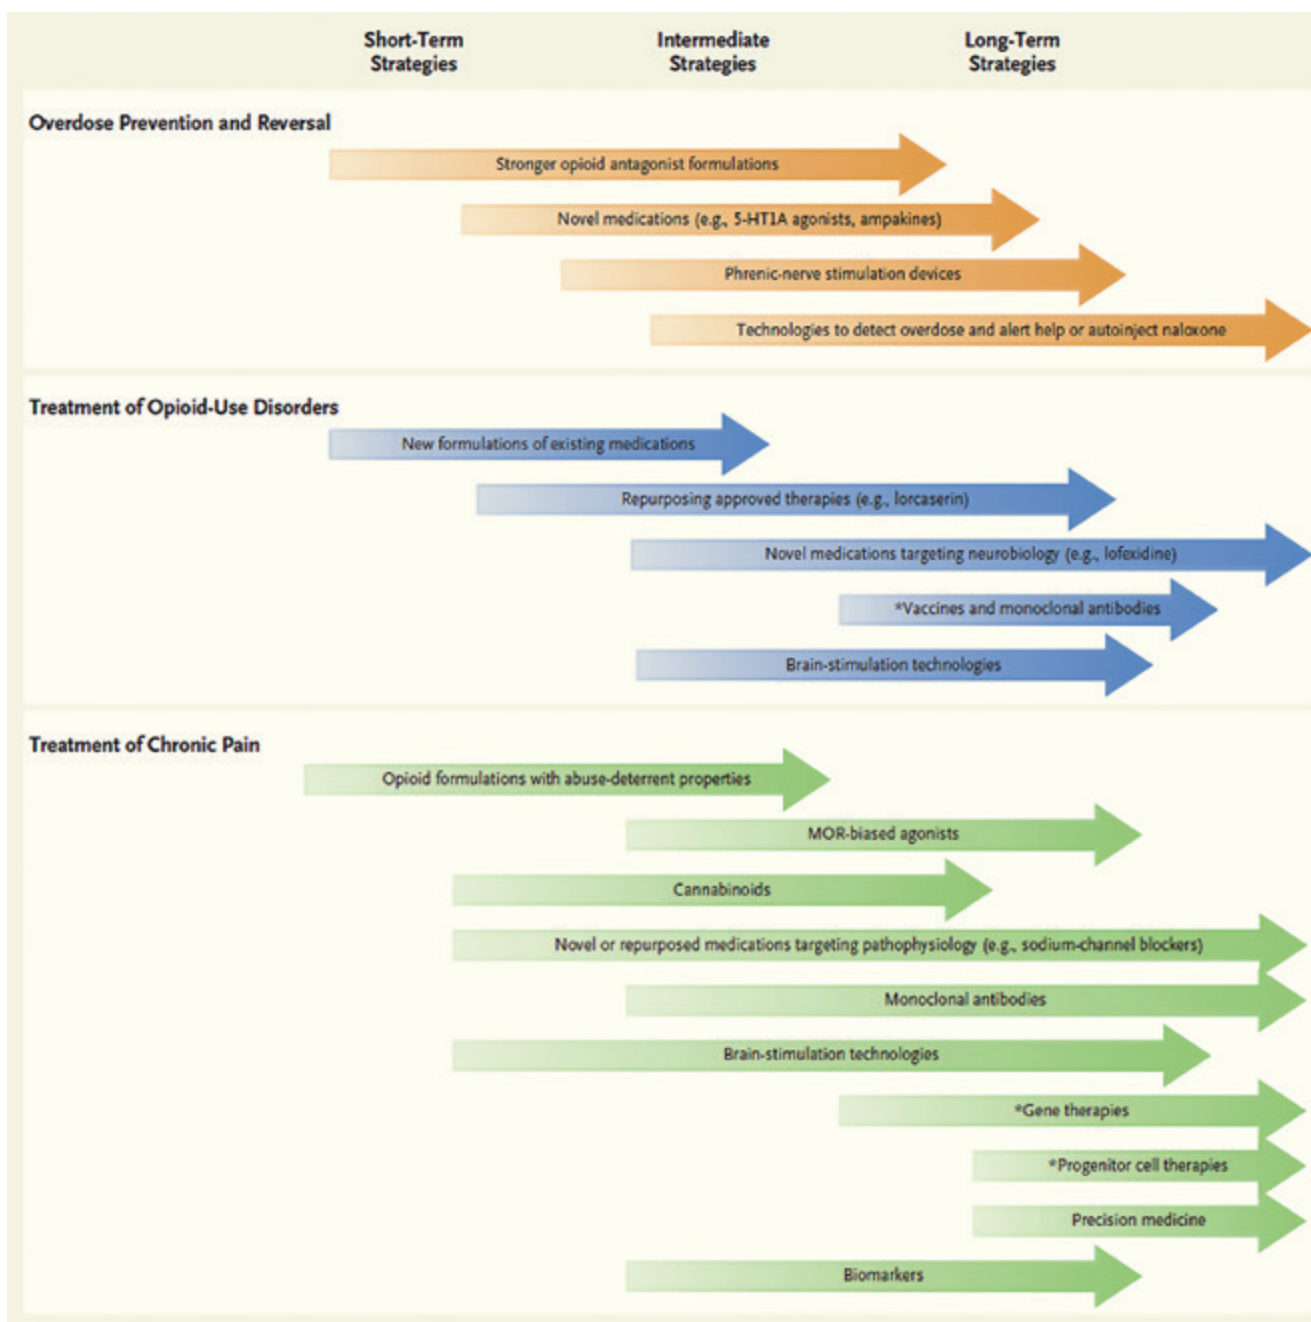 Short-Term
Strategies
Intermediate
Strategies
Long-Term
Strategies
Overdose Prevention and Reversal
Stronger opioid antagonist formulations
Novel medications (e.g., 5-HT1A agonists, ampakines)
Phrenic-nerve stimulation devices
Technologies to detect overdose and alert help or autoinject naloxone
Treatment of Opioid-Use Disorders
New formulations of existing medications
Repurposing approved therapies (e.g., lorcaserin)
Novel medications targeting neurobiology (e.g., lofexidine)
*Vaccines and monoclonal antibodies
Brain-stimulation technologies
Treatment of Chronic Pain
Opioid formulations with abuse-deterrent properties
MOR-biased agonists
Cannabinoids
Novel or repurposed medications targeting pathophysiology (e.g., sodium-channel blockers)
Monoclonal antibodies
Brain-stimulation technologies
*Gene therapies
*Progenitor cell therapies
Precision medicine
Biomarkers